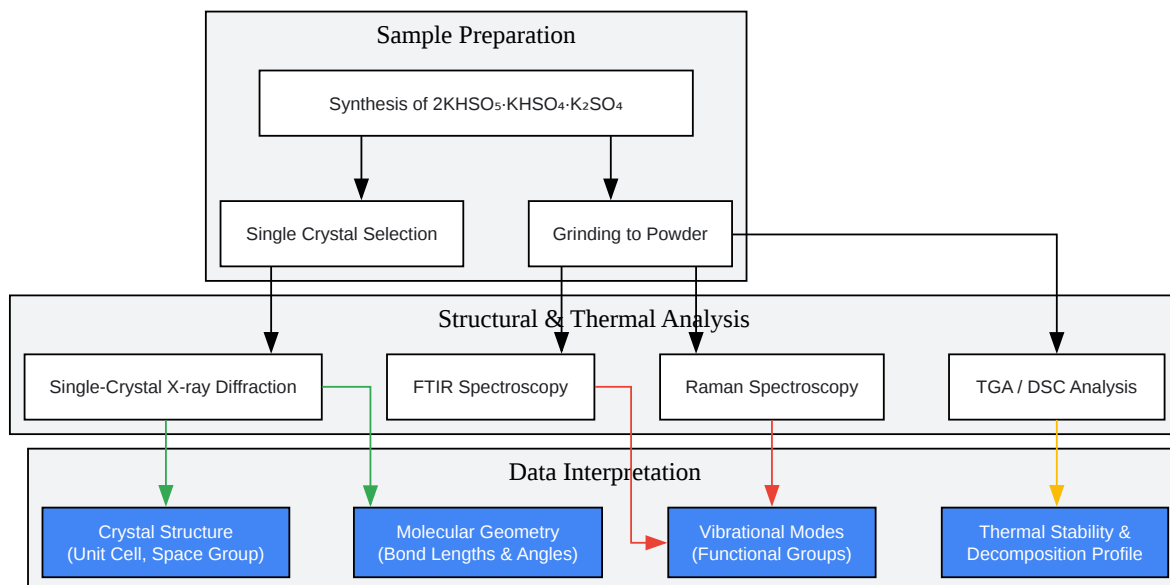 Sample Preparation
Synthesis of 2KHSO₅·KHSO₄·K₂SO₄
Single Crystal Selection
Grinding to Powder
Structural & Thermal Analysis
Single-Crystal X-ray Diffraction
FTIR Spectroscopy
Raman Spectroscopy
TGA / DSC Analysis
Data Interpretation
Crystal Structure
(Unit Cell, Space Group)
Molecular Geometry
(Bond Lengths & Angles)
Vibrational Modes
(Functional Groups)
Thermal Stability &
Decomposition Profile